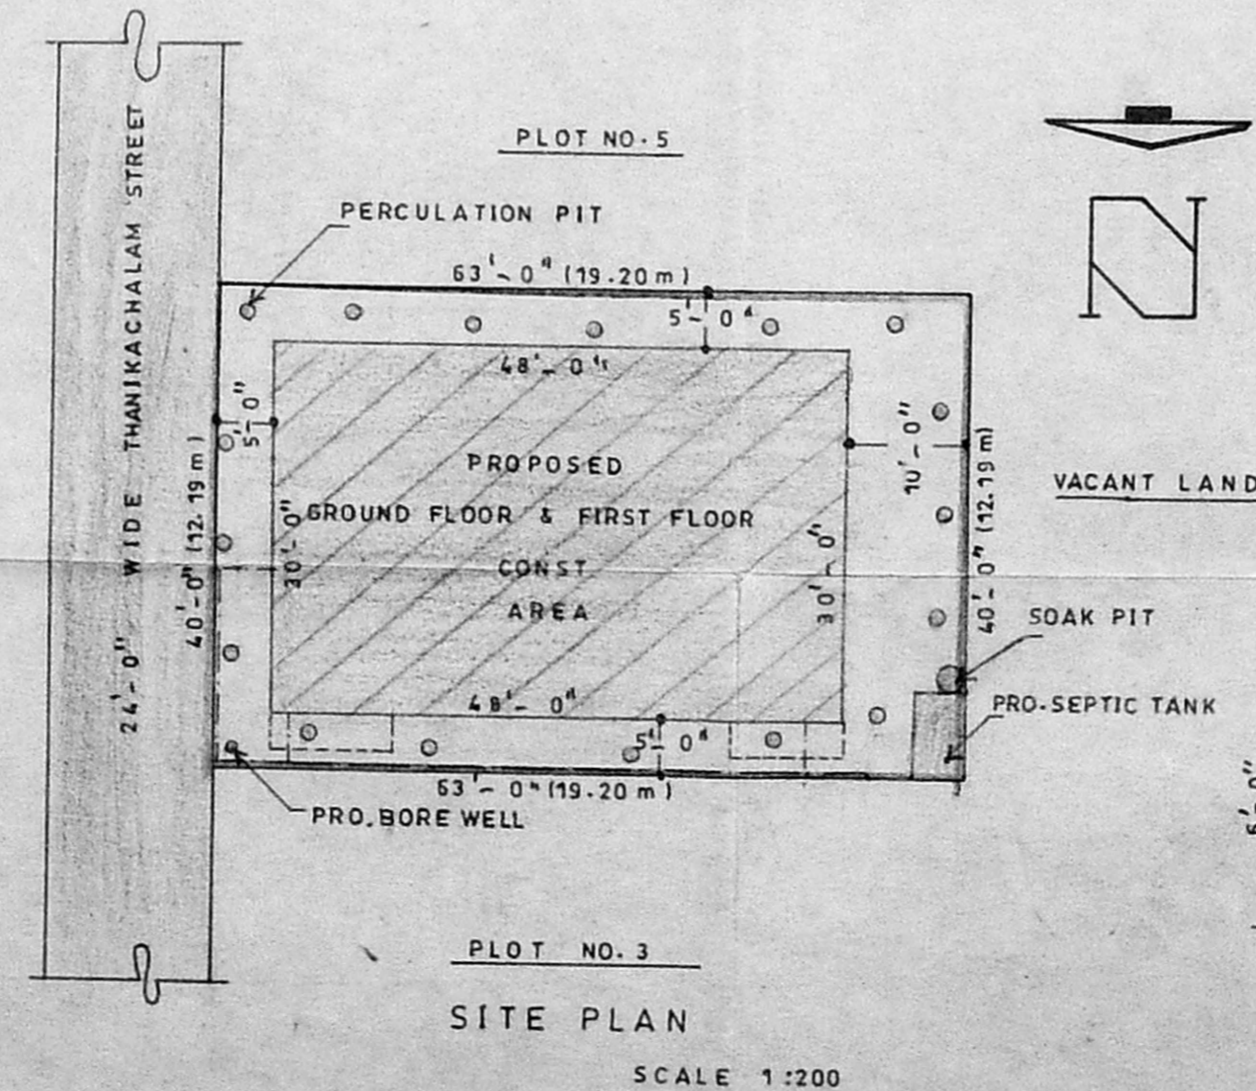 PLOT NO. 5
PERCULATION PIT
63'-0" (19.20 m)
5'-0"
48'-0"
5'-0"
10'-0"
24'-0" WIDE THANIKACHALAM STREET
40'-0" (12.19 m)
30'-0"
PROPOSED
GROUND FLOOR & FIRST FLOOR
CONST
AREA
30'-0"
40'-0" (12.19 m)
VACANT LAND
N
SOAK PIT
PRO-SEPTIC TANK
48'-0"
5'-0"
63'-0" (19.20 m)
PRO. BORE WELL
PLOT NO. 3
SITE PLAN
SCALE 1:200